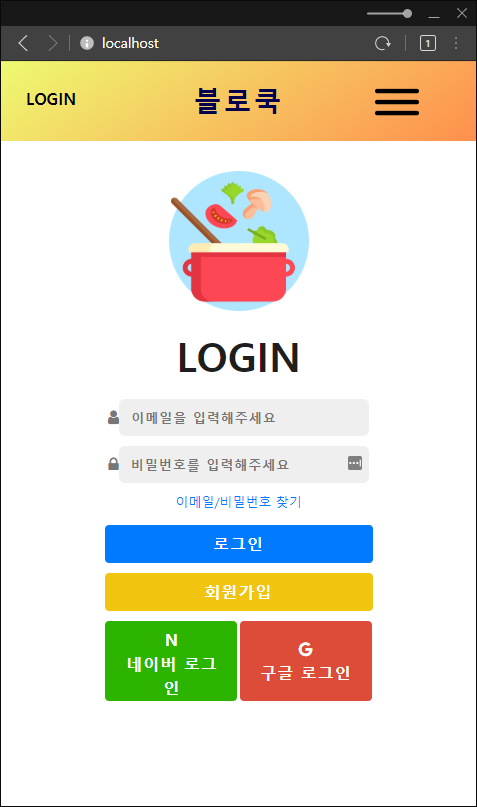 localhost
1
LOGIN
블로쿡
LOGIN
이메일을 입력해주세요
비밀번호를 입력해주세요
이메일/비밀번호 찾기
로그인
회원가입
N
네이버 로그
인
G
구글 로그인